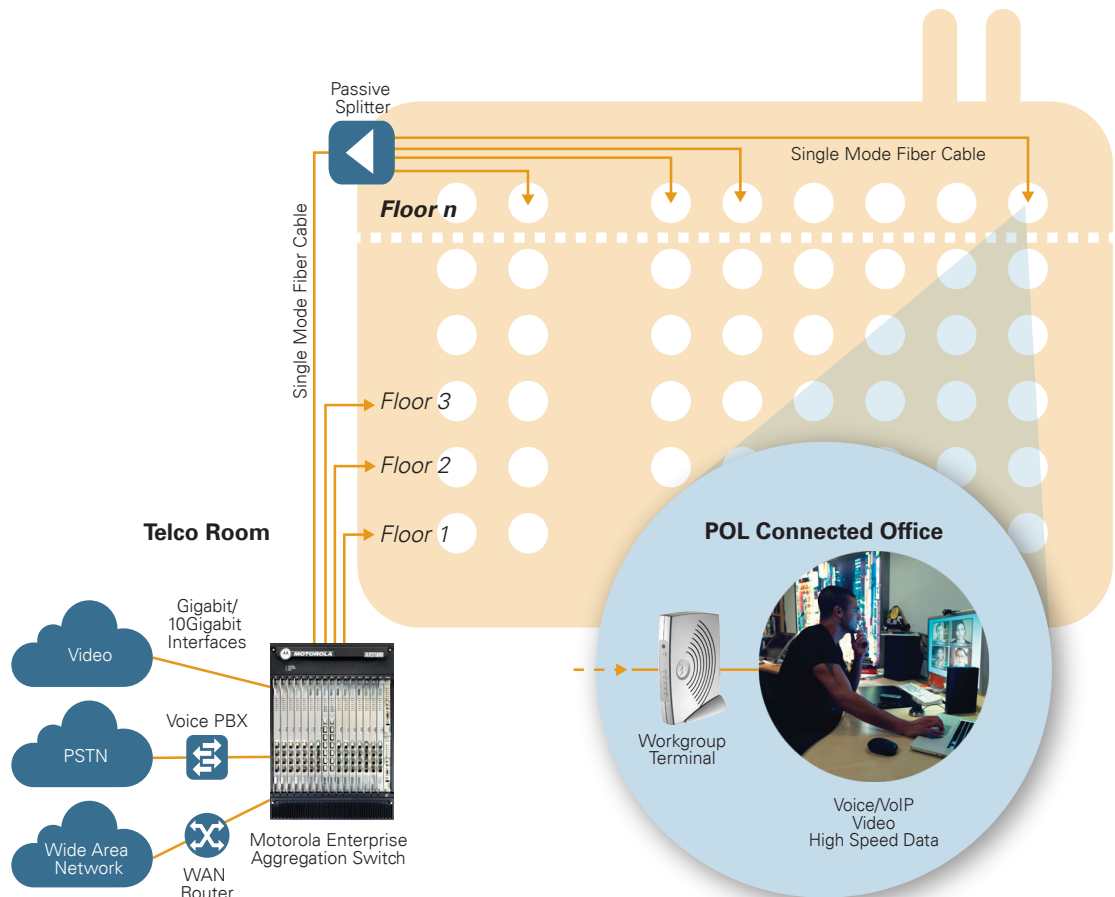 Passive
Splitter
Single Mode Fiber Cable
Floor n
Single Mode Fiber Cable
Floor 3
Floor 2
Floor 1
Telco Room
POL Connected Office
Gigabit/
10Gigabit
Interfaces
Video
MOTOROLA
Voice PBX
PSTN
Workgroup
Terminal
Wide Area
Network
WAN
Router
Motorola Enterprise
Aggregation Switch
Voice/VoIP
Video
High Speed Data